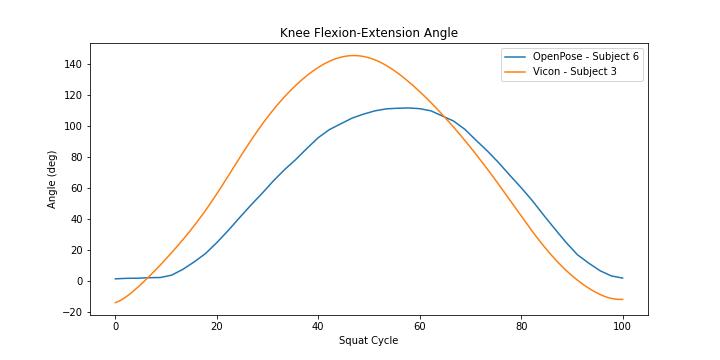 Knee Flexion-Extension Angle
OpenPose - Subject 6
Vicon - Subject 3
Angle (deg)
140
120
100
80
60
40
20
0
−20
0 20 40 60 80 100
Squat Cycle